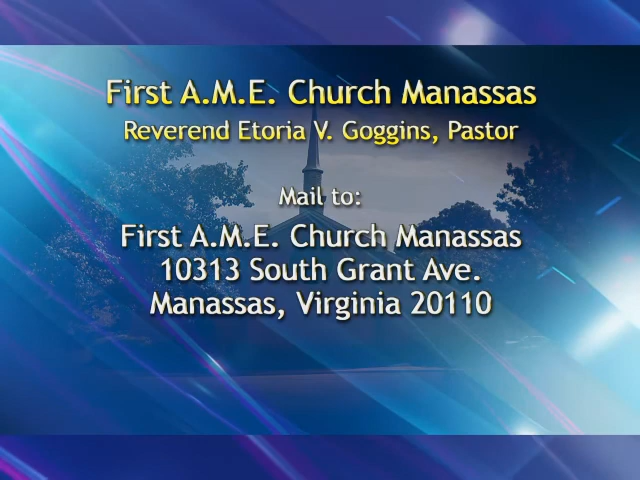 First A.M.E. Church Manassas
Reverend Etoria V. Goggins, Pastor
Mail to:
First A.M.E. Church Manassas
10313 South Grant Ave.
Manassas, Virginia 20110